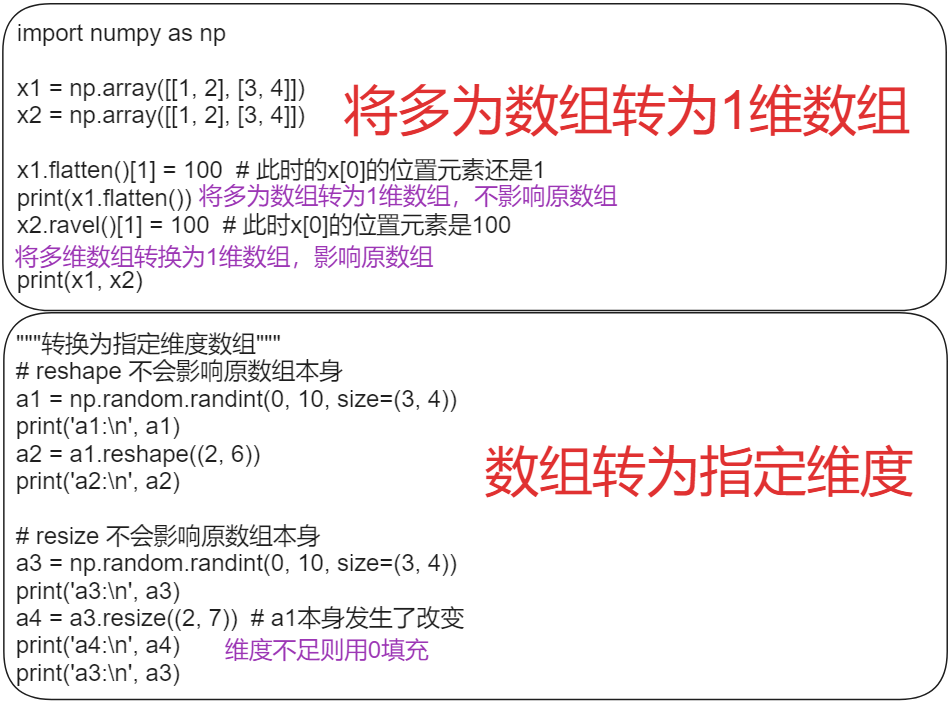 import numpy as np
x1 = np.array([[1, 2], [3, 4]])
x2 = np.array([[1, 2], [3, 4]])
将多为数组转为1维数组
x1.flatten()[1] = 100  # 此时的x[0]的位置元素还是1
print(x1.flatten()) 将多为数组转为1维数组，不影响原数组
x2.ravel()[1] = 100  # 此时x[0]的位置元素是100
将多维数组转换为1维数组，影响原数组
print(x1, x2)
"""转换为指定维度数组"""
# reshape 不会影响原数组本身
a1 = np.random.randint(0, 10, size=(3, 4))
print('a1:\n', a1)
a2 = a1.reshape((2, 6))
print('a2:\n', a2)
数组转为指定维度
# resize 不会影响原数组本身
a3 = np.random.randint(0, 10, size=(3, 4))
print('a3:\n', a3)
a4 = a3.resize((2, 7))  # a1本身发生了改变
print('a4:\n', a4) 维度不足则用0填充
print('a3:\n', a3)